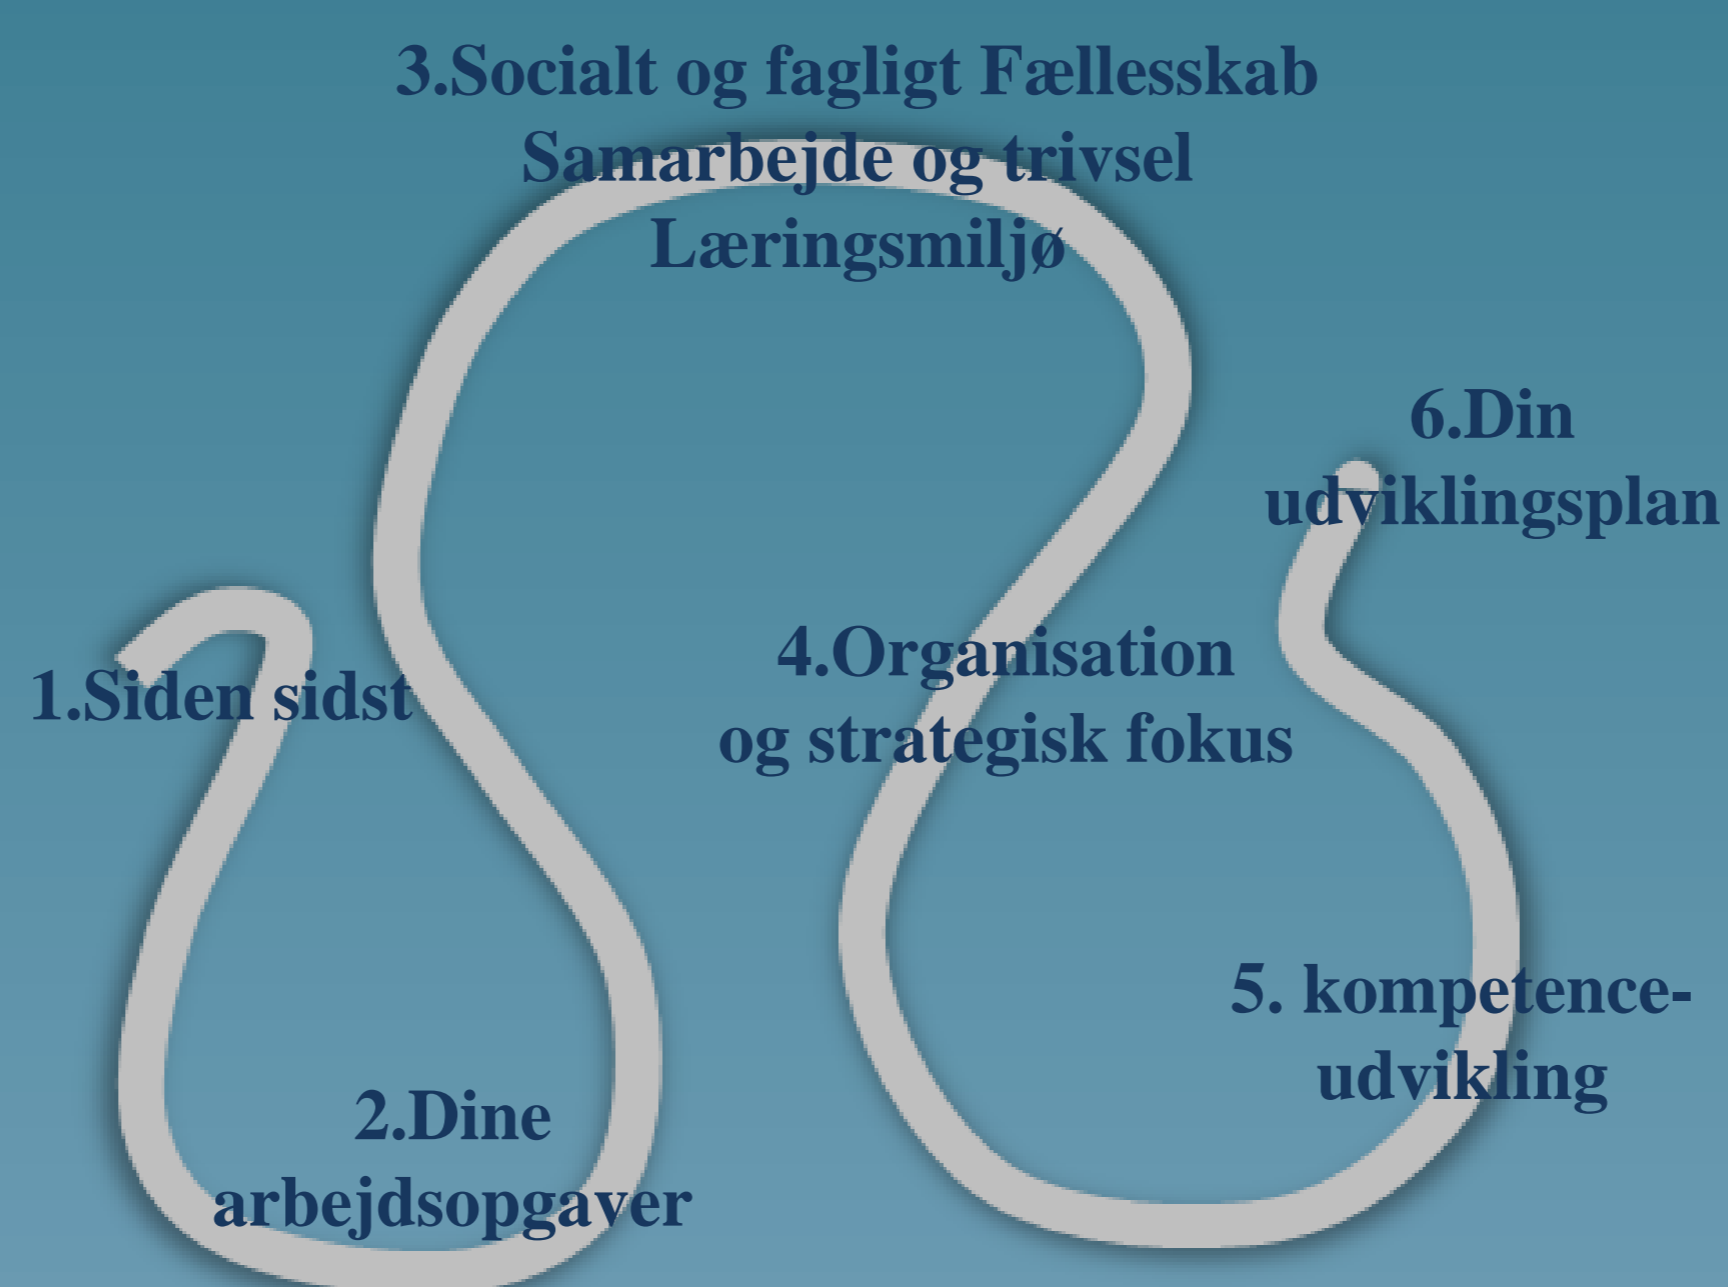 1.Siden sidst
2.Dine
arbejdsopgaver
3.Socialt og fagligt Fællesskab
Samarbejde og trivsel
Læringsmiljø
4.Organisation
og strategisk fokus
5. kompetence-
udvikling
6.Din
udviklingsplan